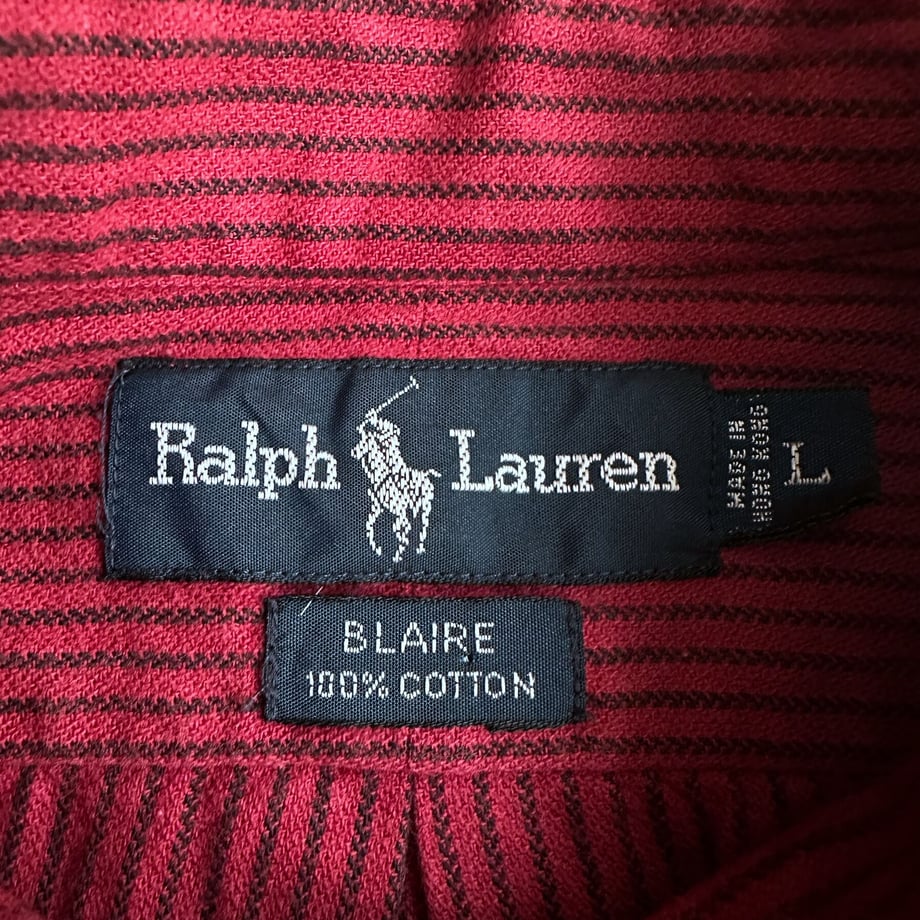 Ralph Lauren
MADE IN
HONG KONG
L
BLAIRE
100% COTTON